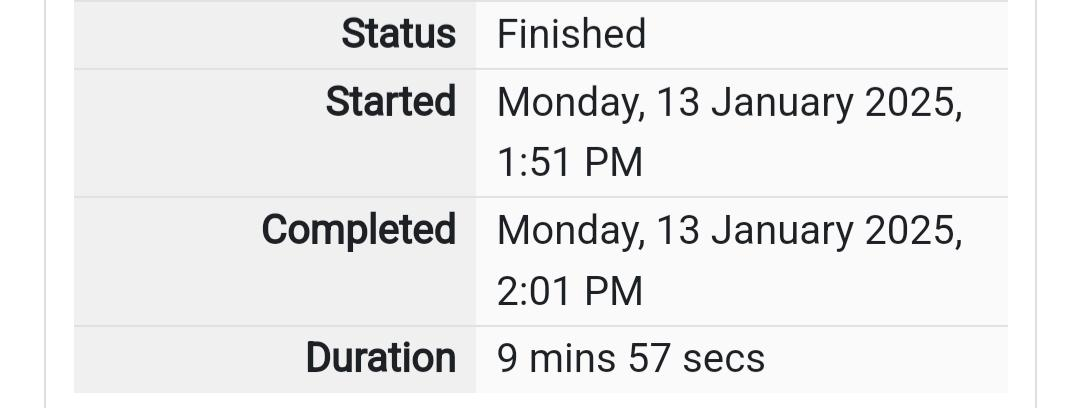 Status Finished
Started Monday, 13 January 2025,
1:51 PM
Completed Monday, 13 January 2025,
2:01 PM
Duration 9 mins 57 secs